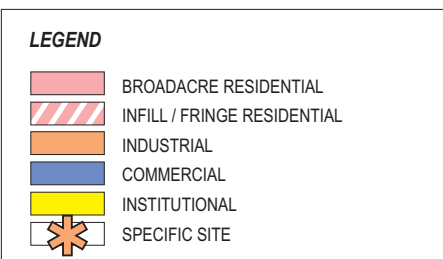 LEGEND
BROADACRE RESIDENTIAL
INFILL / FRINGE RESIDENTIAL
INDUSTRIAL
COMMERCIAL
INSTITUTIONAL
SPECIFIC SITE